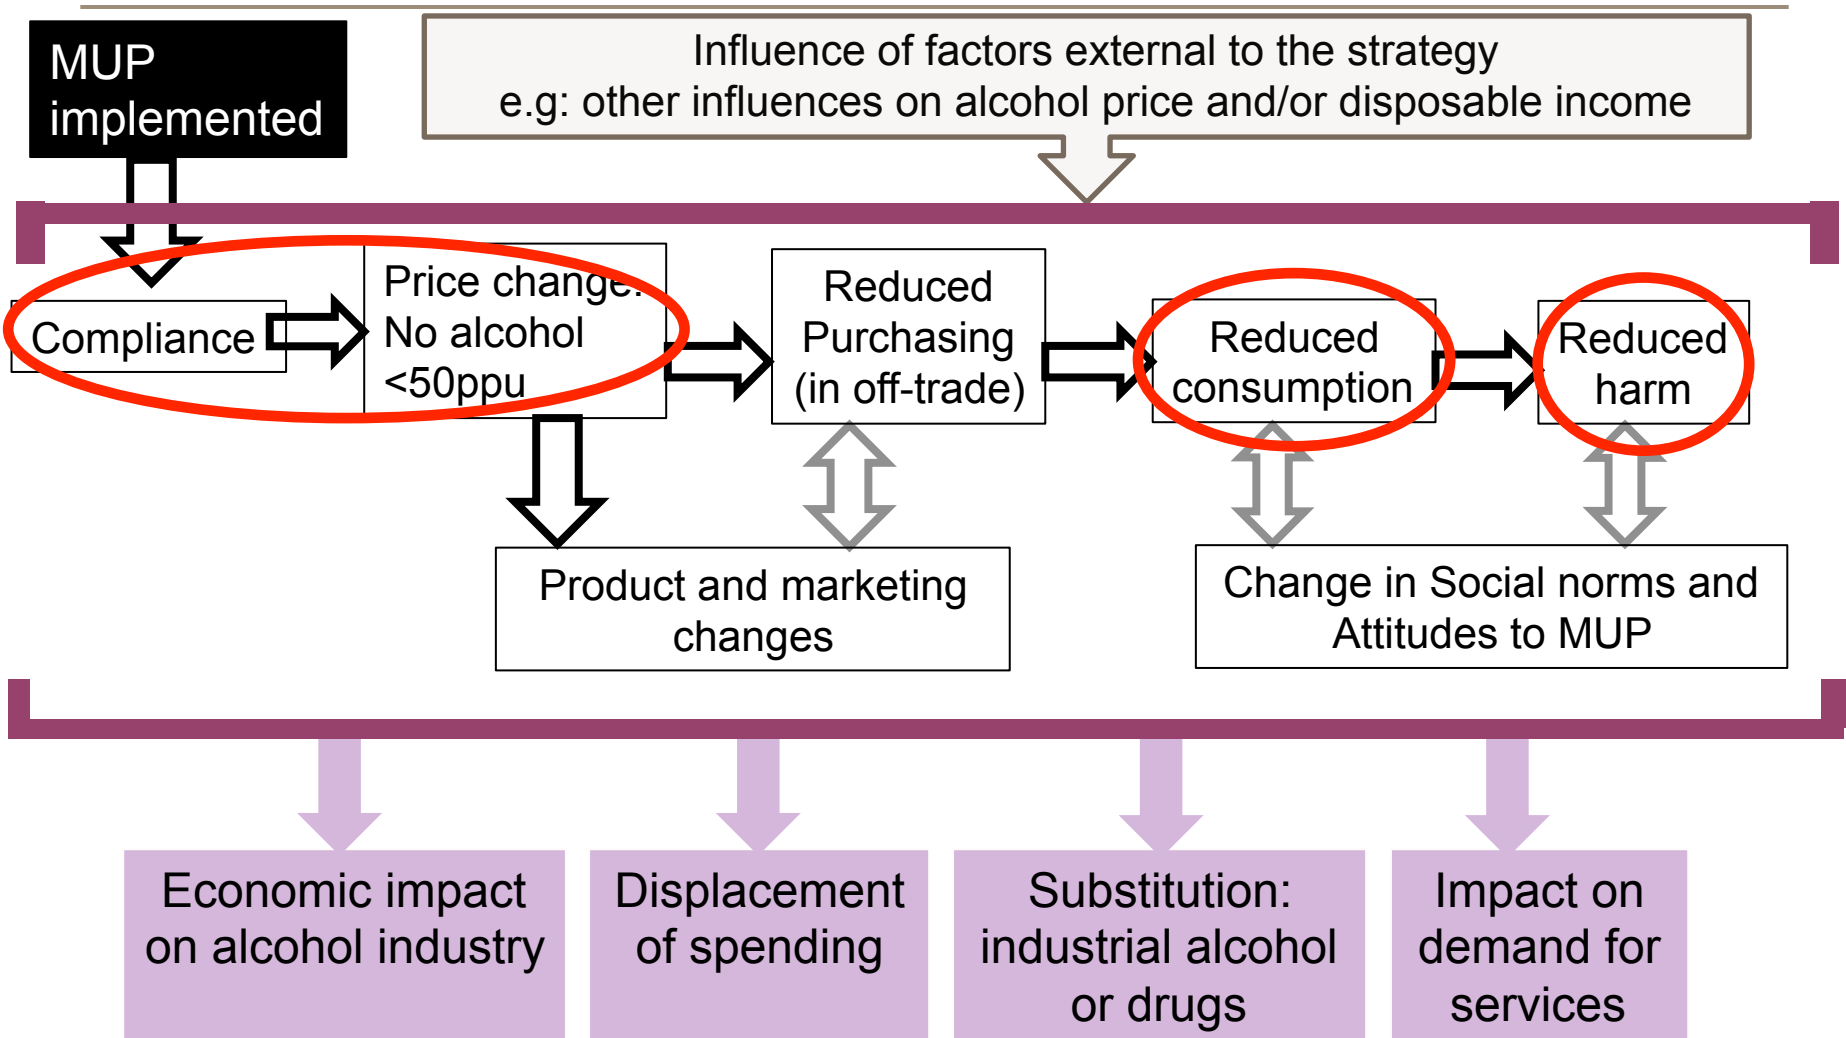 MUP
implemented
Influence of factors external to the strategy
e.g: other influences on alcohol price and/or disposable income
Compliance
Price change:
No alcohol
<50ppu
Reduced
Purchasing
(in off-trade)
Reduced
consumption
Reduced
harm
Product and marketing
changes
Change in Social norms and
Attitudes to MUP
Economic impact
on alcohol industry
Displacement
of spending
Substitution:
industrial alcohol
or drugs
Impact on
demand for
services